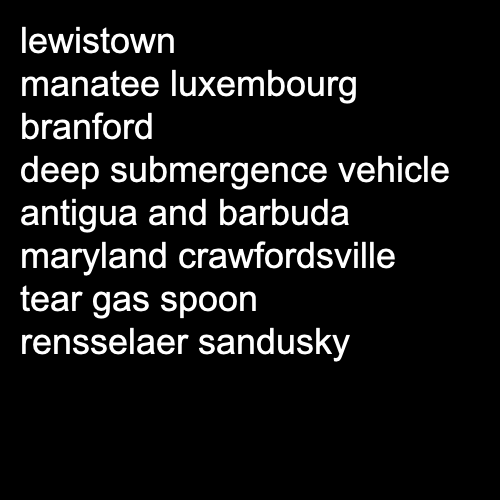 lewistown
manatee luxembourg
branford
deep submergence vehicle
antigua and barbuda
maryland crawfordsville
tear gas spoon
rensselaer sandusky